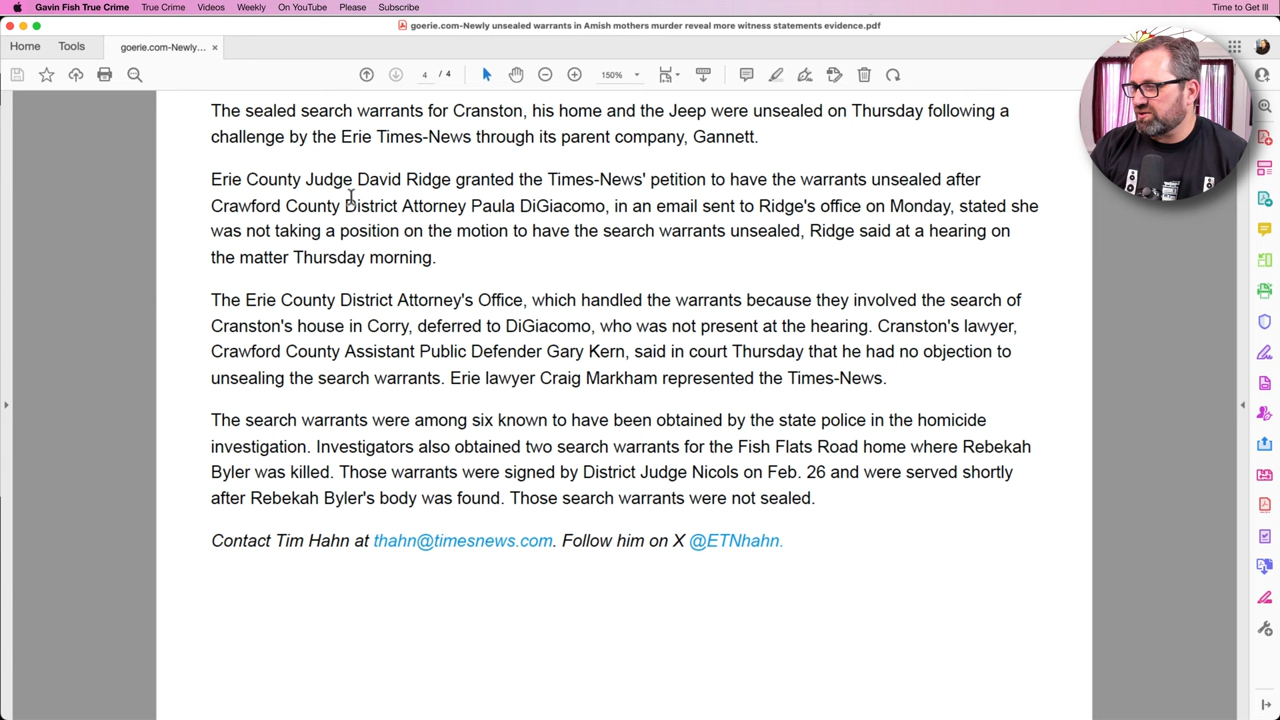 Gavin Fish True Crime True Crime Videos Weekly On YouTube Please Subscribe Time to Get Ill
goerie.com-Newly unsealed warrants in Amish mothers murder reveal more witness statements evidence.pdf
Home Tools goerie.com-Newly... ×
4 / 4 150%
The sealed search warrants for Cranston, his home and the Jeep were unsealed on Thursday following a
challenge by the Erie Times-News through its parent company, Gannett.
Erie County Judge David Ridge granted the Times-News' petition to have the warrants unsealed after
Crawford County District Attorney Paula DiGiacomo, in an email sent to Ridge's office on Monday, stated she
was not taking a position on the motion to have the search warrants unsealed, Ridge said at a hearing on
the matter Thursday morning.
The Erie County District Attorney's Office, which handled the warrants because they involved the search of
Cranston's house in Corry, deferred to DiGiacomo, who was not present at the hearing. Cranston's lawyer,
Crawford County Assistant Public Defender Gary Kern, said in court Thursday that he had no objection to
unsealing the search warrants. Erie lawyer Craig Markham represented the Times-News.
The search warrants were among six known to have been obtained by the state police in the homicide
investigation. Investigators also obtained two search warrants for the Fish Flats Road home where Rebekah
Byler was killed. Those warrants were signed by District Judge Nicols on Feb. 26 and were served shortly
after Rebekah Byler's body was found. Those search warrants were not sealed.
Contact Tim Hahn at thahn@timesnews.com. Follow him on X @ETNhahn.